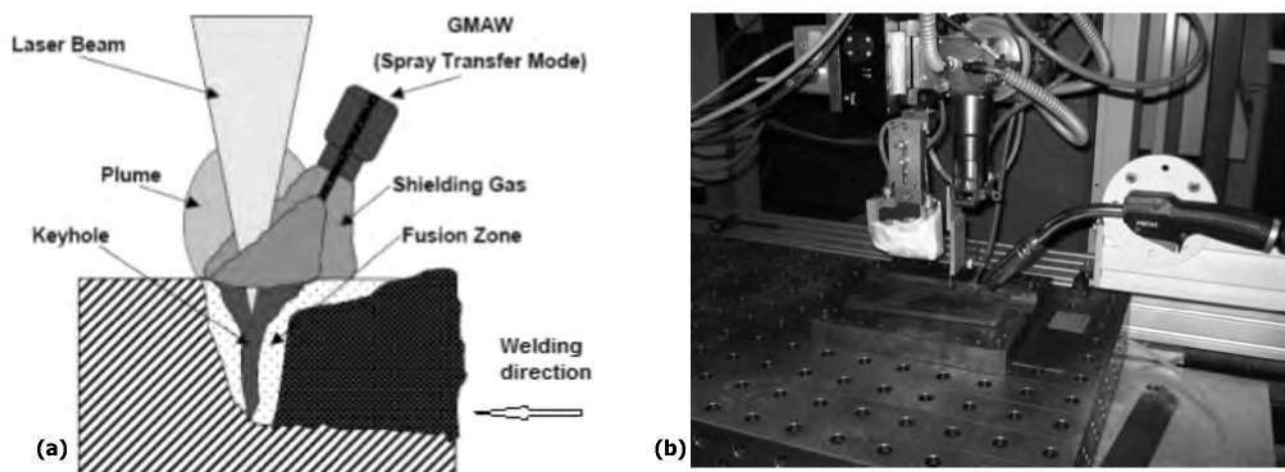 Laser Beam
GMAW
(Spray Transfer Mode)
Plume
Shielding Gas
Keyhole
Fusion Zone
Welding
direction
(a)
(b)